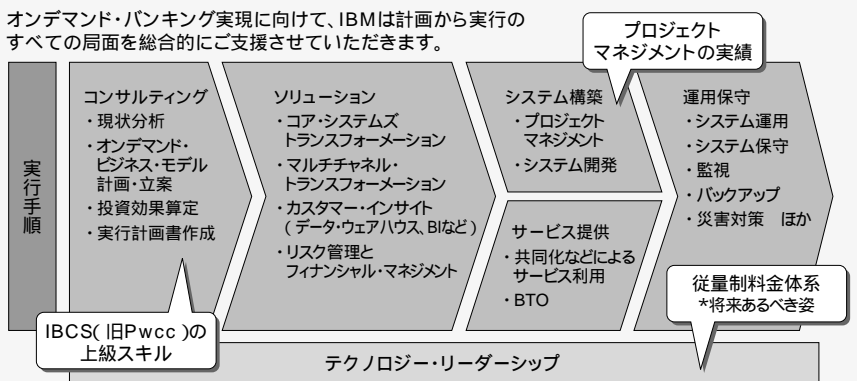 オンデマンド・バンキング実現に向けて、IBMは計画から実行の
すべての局面を総合的にご支援させていただきます。
プロジェクト
マネジメントの実績
実行手順
コンサルティング
・現状分析
・オンデマンド・
ビジネス・モデル
計画・立案
・投資効果算定
・実行計画書作成
IBCS(旧Pwcc)の
上級スキル
ソリューション
・コア・システムズ
トランスフォーメーション
・マルチチャネル・
トランスフォーメーション
・カスタマー・インサイト
(データ・ウェアハウス、BIなど)
・リスク管理と
フィナンシャル・マネジメント
システム構築
・プロジェクト
マネジメント
・システム開発
サービス提供
・共同化などによる
サービス利用
・BTO
運用保守
・システム運用
・システム保守
・監視
・バックアップ
・災害対策 ほか
従量制料金体系
*将来あるべき姿
テクノロジー・リーダーシップ